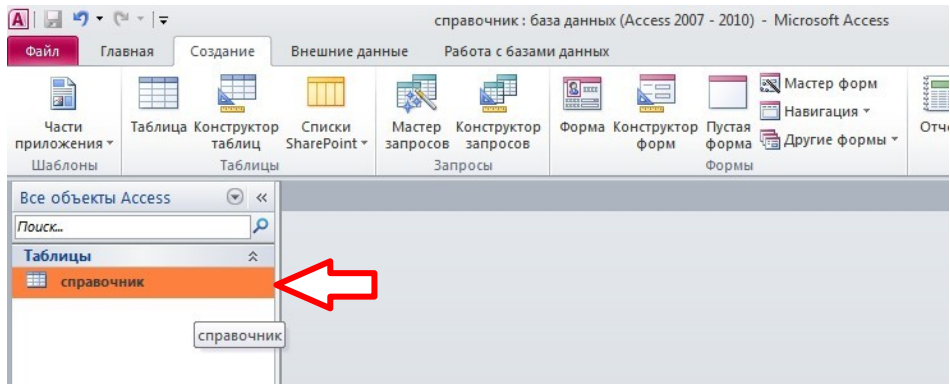 A
справочник : база данных (Access 2007 - 2010) - Microsoft Access
Файл Главная Создание Внешние данные Работа с базами данных
Части приложения
Таблица
Конструктор таблиц
Списки SharePoint
Мастер запросов
Конструктор запросов
Форма
Конструктор форм
Пустая форма
Мастер форм
Навигация
Другие формы
Шаблоны Таблицы Запросы Формы
Все объекты Access
Поиск...
Таблицы
справочник
справочник